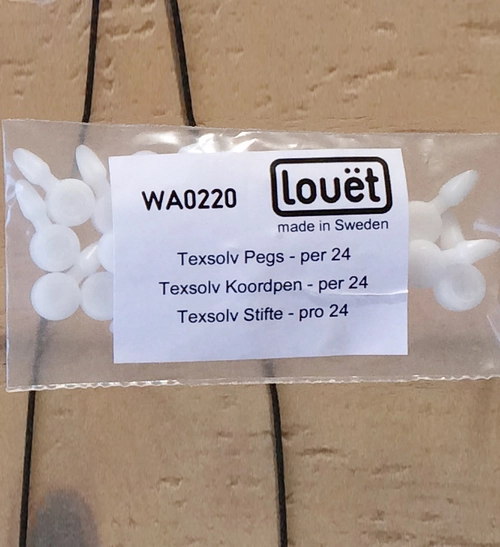 WA0220
louët
made in Sweden
Texsolv Pegs - per 24
Texsolv Koordpen - per 24
Texsolv Stifte - pro 24